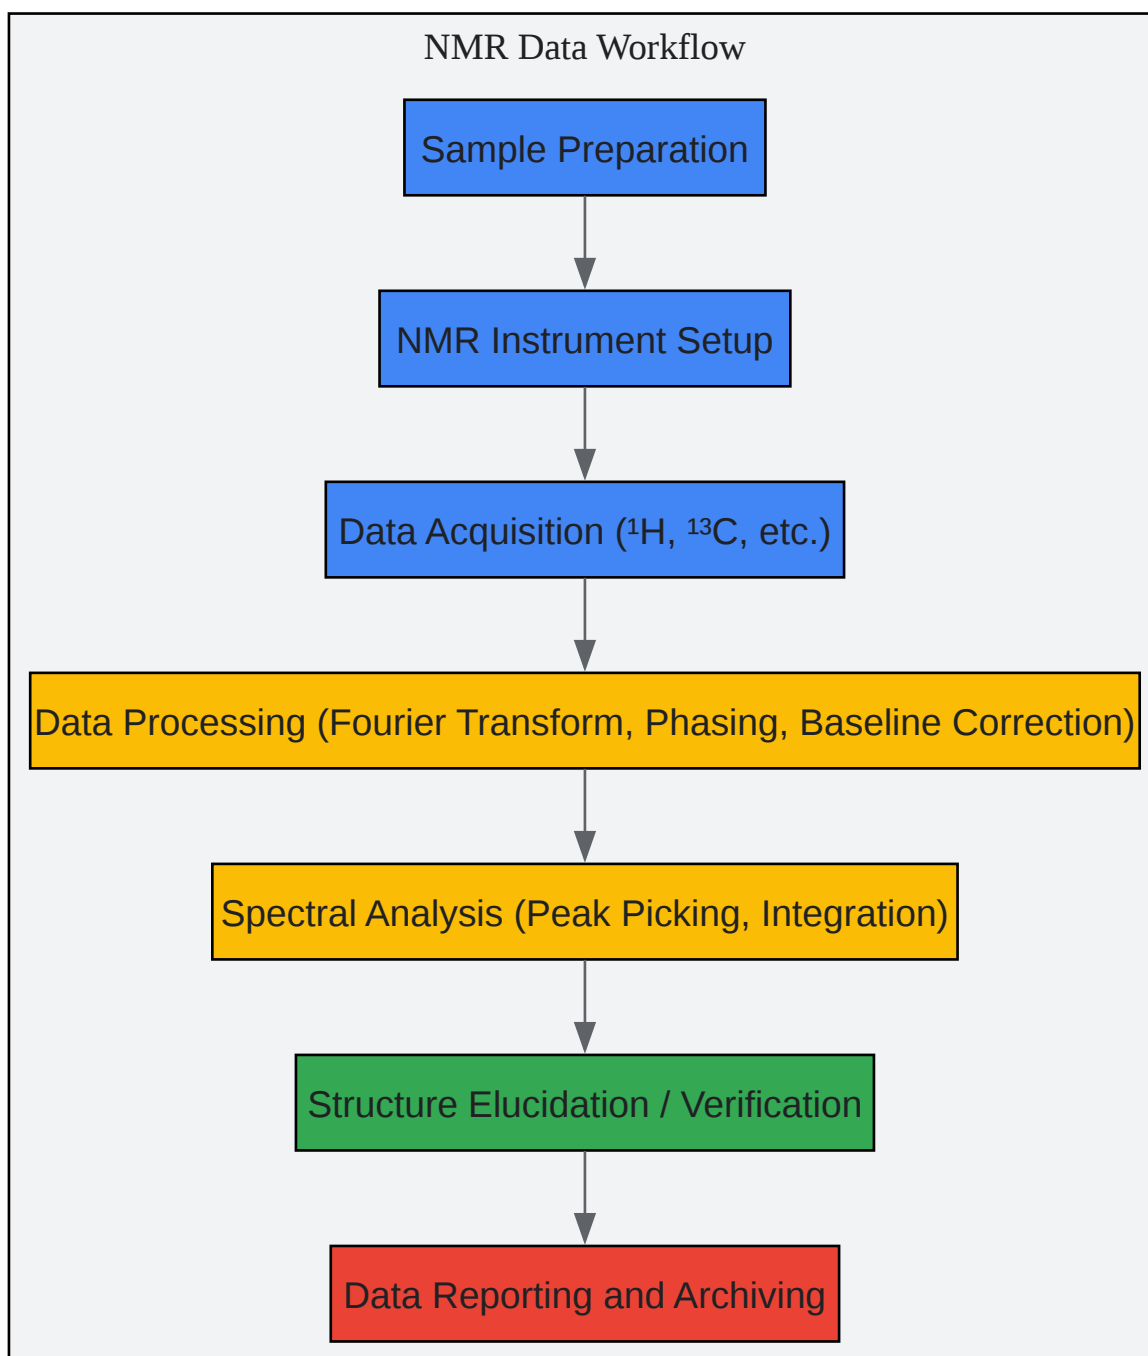 NMR Data Workflow
Sample Preparation
NMR Instrument Setup
Data Acquisition (¹H, ¹³C, etc.)
Data Processing (Fourier Transform, Phasing, Baseline Correction)
Spectral Analysis (Peak Picking, Integration)
Structure Elucidation / Verification
Data Reporting and Archiving